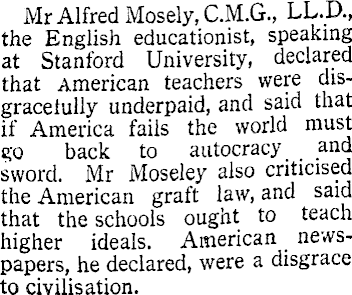 Mr Alfred Mosely, C.M.G., LL.D.,
the English educationist, speaking
at Stanford University, declared
that American teachers were dis-
gracefully underpaid, and said that
if America fails the world must
go back to autocracy and
sword. Mr Moseley also criticised
the American graft law, and said
that the schools ought to teach
higher ideals. American news-
papers, he declared, were a disgrace
to civilisation.